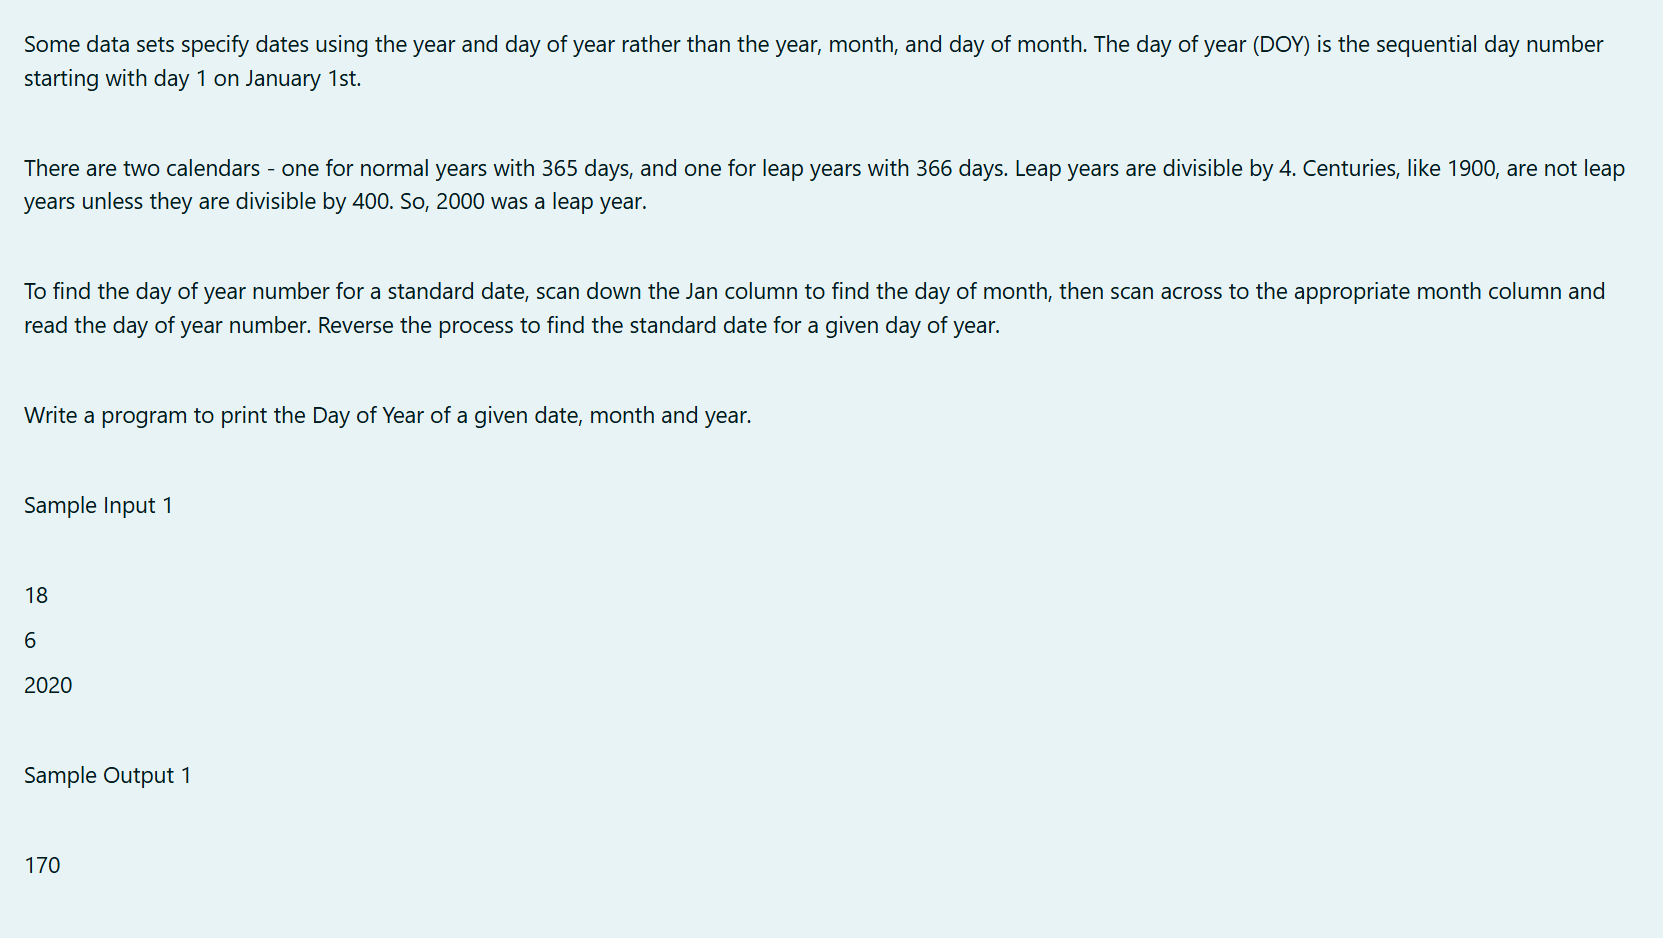 Some data sets specify dates using the year and day of year rather than the year, month, and day of month. The day of year (DOY) is the sequential day number
starting with day 1 on January 1st.
There are two calendars - one for normal years with 365 days, and one for leap years with 366 days. Leap years are divisible by 4. Centuries, like 1900, are not leap
years unless they are divisible by 400. So, 2000 was a leap year.
To find the day of year number for a standard date, scan down the Jan column to find the day of month, then scan across to the appropriate month column and
read the day of year number. Reverse the process to find the standard date for a given day of year.
Write a program to print the Day of Year of a given date, month and year.
Sample Input 1
18
6
2020
Sample Output 1
170